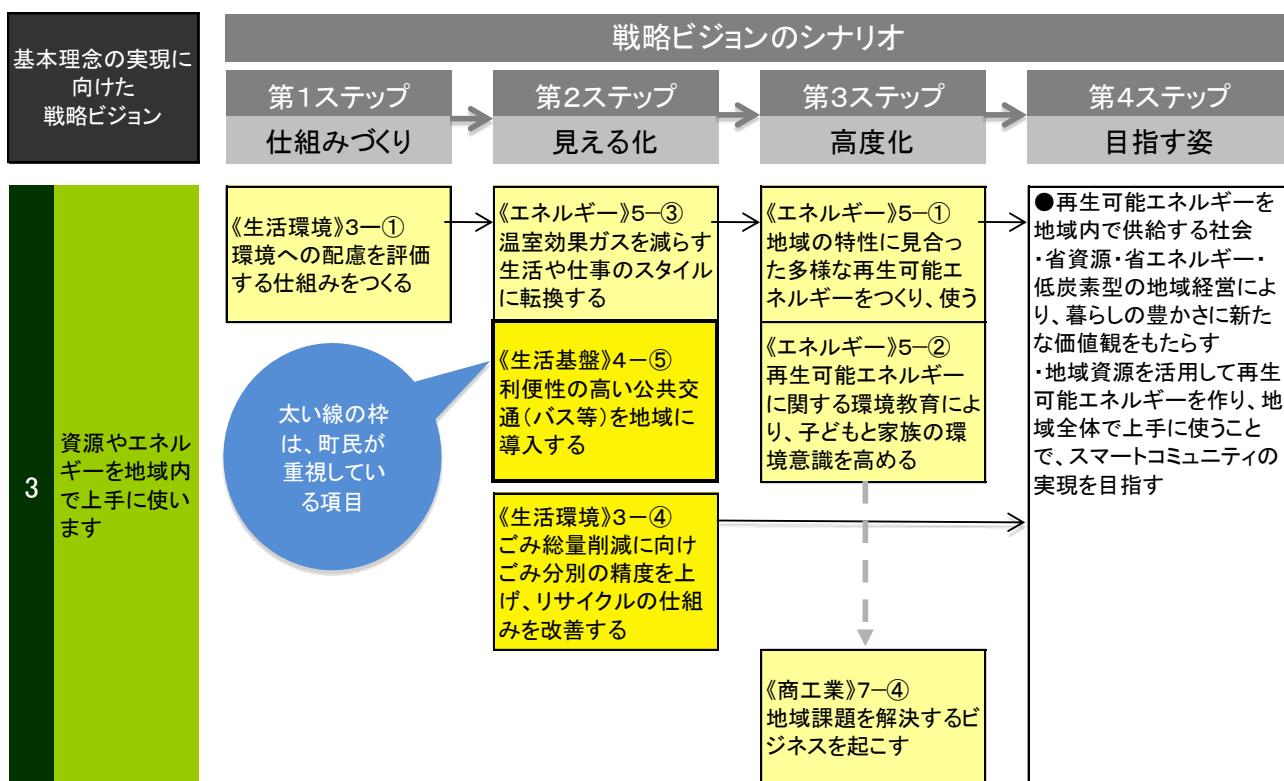 基本理念の実現に
向けた
戦略ビジョン
戦略ビジョンのシナリオ
第1ステップ
仕組みづくり
第2ステップ
見える化
第3ステップ
高度化
第4ステップ
目指す姿
3
資源やエネル
ギーを地域内
で上手に使い
ます
《生活環境》3-①
環境への配慮を評価
する仕組みをつくる
太い線の枠
は、町民が
重視してい
る項目
《エネルギー》5-③
温室効果ガスを減らす
生活や仕事のスタイル
に転換する
《生活基盤》4-⑤
利便性の高い公共交
通(バス等)を地域に
導入する
《生活環境》3-④
ごみ総量削減に向け
ごみ分別の精度を上
げ、リサイクルの仕組
みを改善する
《エネルギー》5-①
地域の特性に見合っ
た多様な再生可能エ
ネルギーをつくり、使う
《エネルギー》5-②
再生可能エネルギー
に関する環境教育によ
り、子どもと家族の環
境意識を高める
《商工業》7-④
地域課題を解決するビ
ジネスを起こす
●再生可能エネルギーを
地域内で供給する社会
・省資源・省エネルギー・
低炭素型の地域経営によ
り、暮らしの豊かさに新た
な価値観をもたらす
・地域資源を活用して再生
可能エネルギーを作り、地
域全体で上手に使うこと
で、スマートコミュニティの
実現を目指す